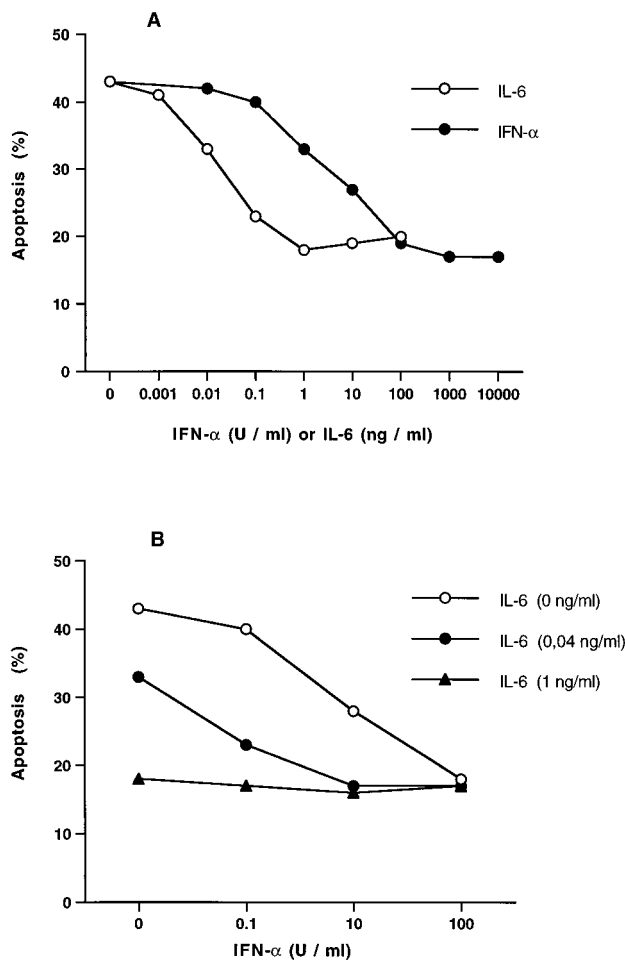 A
50
40
30
20
10
0
Apoptosis (%)
IL-6
IFN-α
0 0.001 0.01 0.1 1 10 100 1000 10000
IFN-α (U / ml) or IL-6 (ng / ml)
B
50
40
30
20
10
0
Apoptosis (%)
IL-6 (0 ng/ml)
IL-6 (0,04 ng/ml)
IL-6 (1 ng/ml)
0 0.1 10 100
IFN-α (U / ml)